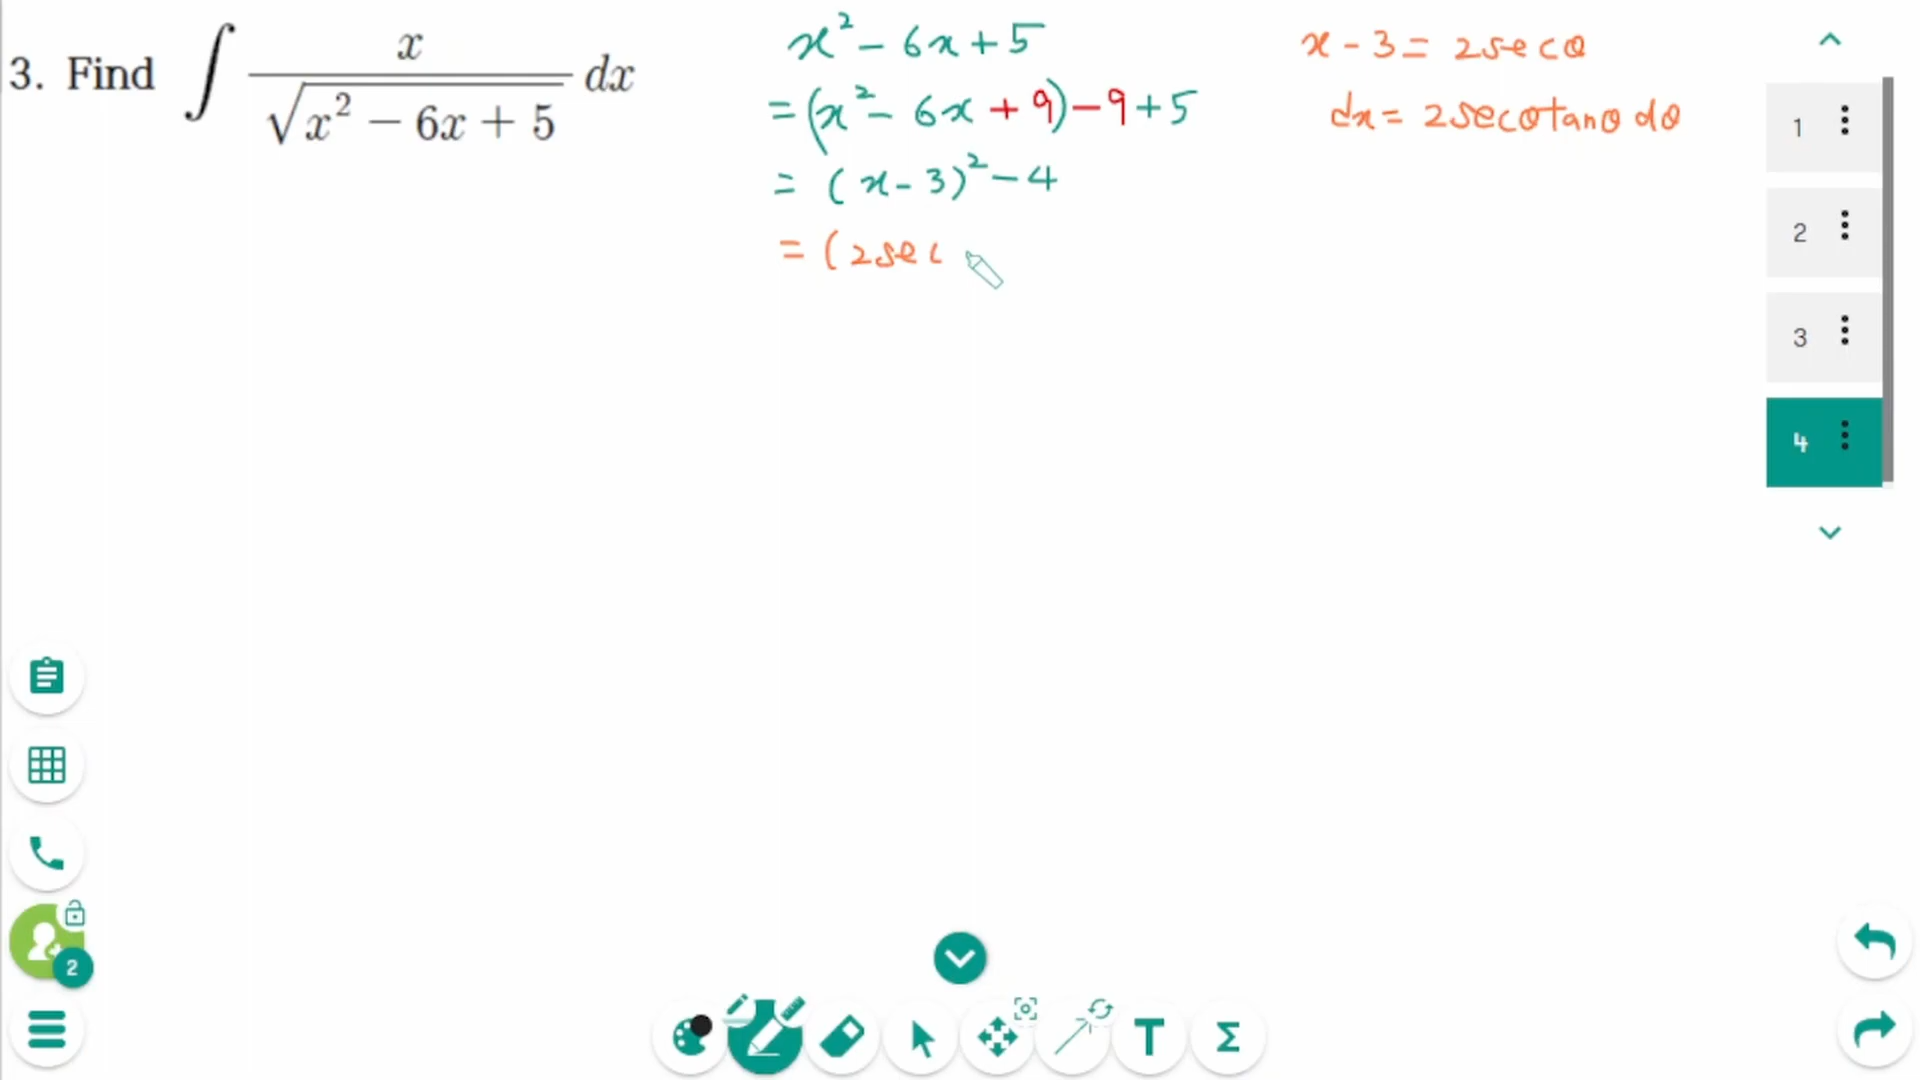 3. Find ∫ x / √(x² − 6x + 5) dx
x² − 6x + 5
= (x² − 6x + 9) − 9 + 5
= (x − 3)² − 4
= (2sec
x − 3 = 2secθ
dx = 2secθtanθ dθ
1
2
3
4
2
T
Σ